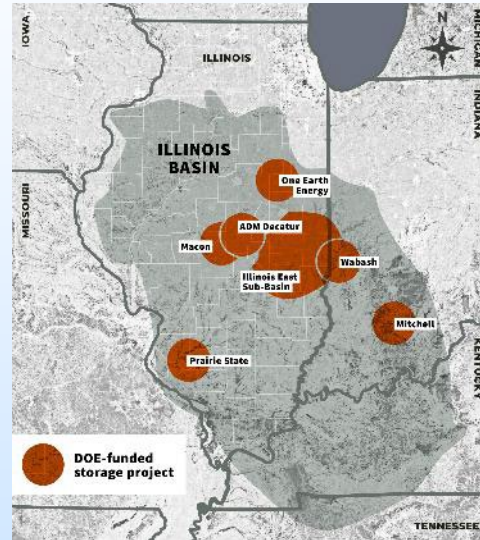 N
IOWA
MICHIGAN
ILLINOIS
INDIANA
ILLINOIS
BASIN
One Earth
Energy
MISSOURI
ADM Decatur
Macon
Wabash
Illinois East
Sub-Basin
Mitchell
Prairie State
KENTUCKY
DOE-funded
storage project
TENNESSEE